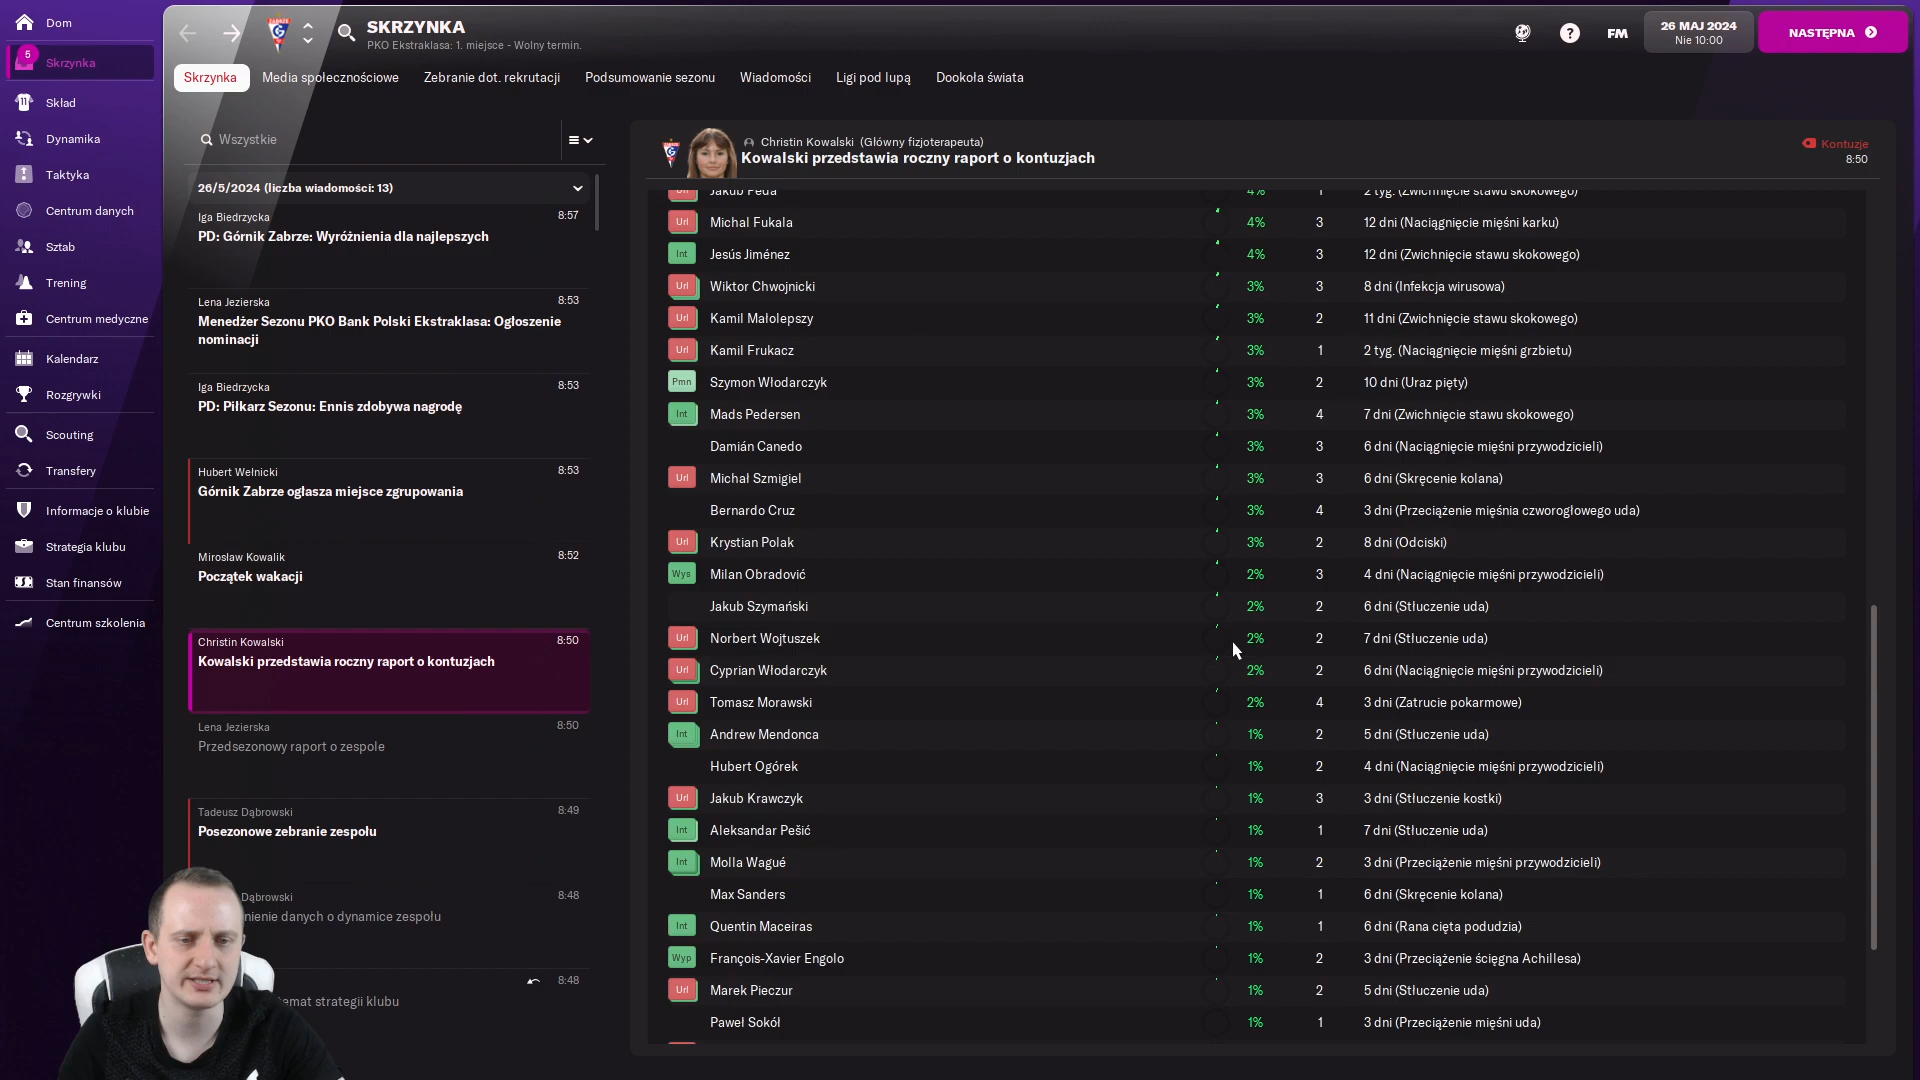 Dom
5
Skrzynka
Skład
Dynamika
Taktyka
Centrum danych
Sztab
Trening
Centrum medyczne
Kalendarz
Rozgrywki
Scouting
Transfery
Informacje o klubie
Strategia klubu
Stan finansów
Centrum szkolenia
SKRZYNKA
PKO Ekstraklasa: 1. miejsce - Wolny termin.
FM
26 MAJ 2024
Nie 10:00
NASTĘPNA
Skrzynka Media społecznościowe Zebranie dot. rekrutacji Podsumowanie sezonu Wiadomości Ligi pod lupą Dookoła świata
Wszystkie
26/5/2024 (liczba wiadomości: 13)
Iga Biedrzycka 8:57
PD: Górnik Zabrze: Wyróżnienia dla najlepszych
Lena Jezierska 8:53
Menedżer Sezonu PKO Bank Polski Ekstraklasa: Ogłoszenie
nominacji
Iga Biedrzycka 8:53
PD: Piłkarz Sezonu: Ennis zdobywa nagrodę
Hubert Wełnicki 8:53
Górnik Zabrze ogłasza miejsce zgrupowania
Mirosław Kowalik 8:52
Początek wakacji
Christin Kowalski 8:50
Kowalski przedstawia roczny raport o kontuzjach
Lena Jezierska 8:50
Przedsezonowy raport o zespole
Tadeusz Dąbrowski 8:49
Posezonowe zebranie zespołu
Dąbrowski 8:48
danych o dynamice zespołu
8:48
strategii klubu
Christin Kowalski (Główny fizjoterapeuta)
Kowalski przedstawia roczny raport o kontuzjach
Kontuzje
8:50
Jakub Pęda 4% 1 2 tyg. (Zwichnięcie stawu skokowego)
Url Michał Fukała 4% 3 12 dni (Naciągnięcie mięśni karku)
Int Jesús Jiménez 4% 3 12 dni (Zwichnięcie stawu skokowego)
Url Wiktor Chwojnicki 3% 3 8 dni (Infekcja wirusowa)
Url Kamil Małolepszy 3% 2 11 dni (Zwichnięcie stawu skokowego)
Url Kamil Frukacz 3% 1 2 tyg. (Naciągnięcie mięśni grzbietu)
Pmn Szymon Włodarczyk 3% 2 10 dni (Uraz pięty)
Int Mads Pedersen 3% 4 7 dni (Zwichnięcie stawu skokowego)
Damián Canedo 3% 3 6 dni (Naciągnięcie mięśni przywodzicieli)
Url Michał Szmigiel 3% 3 6 dni (Skręcenie kolana)
Bernardo Cruz 3% 4 3 dni (Przeciążenie mięśnia czworogłowego uda)
Url Krystian Polak 3% 2 8 dni (Odciski)
Wys Milan Obradović 2% 3 4 dni (Naciągnięcie mięśni przywodzicieli)
Jakub Szymański 2% 2 6 dni (Stłuczenie uda)
Url Norbert Wojtuszek 2% 2 7 dni (Stłuczenie uda)
Url Cyprian Włodarczyk 2% 2 6 dni (Naciągnięcie mięśni przywodzicieli)
Url Tomasz Morawski 2% 4 3 dni (Zatrucie pokarmowe)
Int Andrew Mendonca 1% 2 5 dni (Stłuczenie uda)
Hubert Ogórek 1% 2 4 dni (Naciągnięcie mięśni przywodzicieli)
Url Jakub Krawczyk 1% 3 3 dni (Stłuczenie kostki)
Int Aleksandar Pešić 1% 1 7 dni (Stłuczenie uda)
Int Molla Wagué 1% 2 3 dni (Przeciążenie mięśni przywodzicieli)
Max Sanders 1% 1 6 dni (Skręcenie kolana)
Int Quentin Maceiras 1% 1 6 dni (Rana cięta podudzia)
Wyp François-Xavier Engolo 1% 2 3 dni (Przeciążenie ścięgna Achillesa)
Url Marek Pieczur 1% 2 5 dni (Stłuczenie uda)
Paweł Sokół 1% 1 3 dni (Przeciążenie mięśni uda)